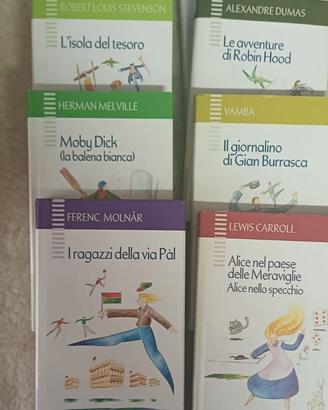 ROBERT LOUIS STEVENSON
L'isola del tesoro
ALEXANDRE DUMAS
Le avventure
di Robin Hood
HERMAN MELVILLE
Moby Dick
(la balena bianca)
VAMBA
Il giornalino
di Gian Burrasca
FERENC MOLNÀR
I ragazzi della via Pàl
LEWIS CARROLL
Alice nel paese
delle Meraviglie
Alice nello specchio